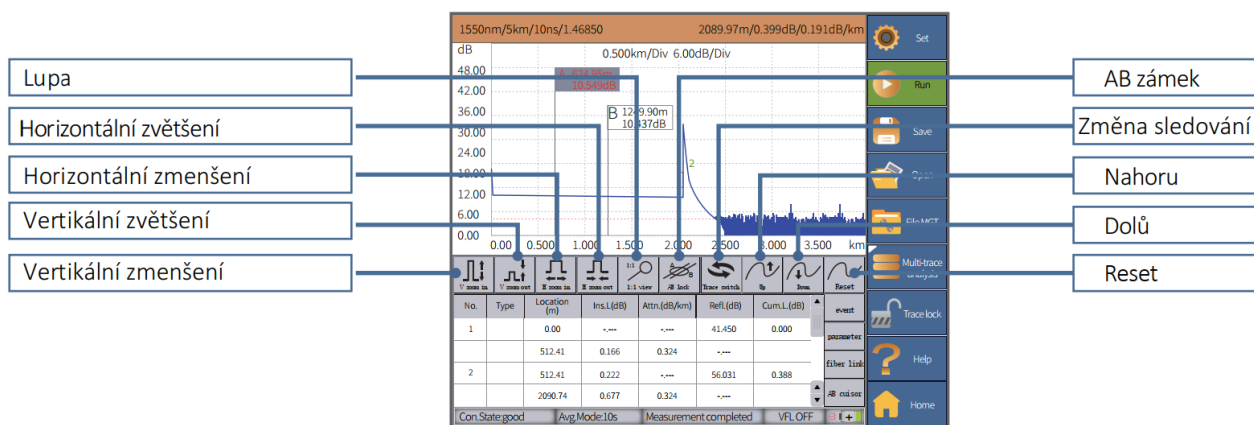 1550nm/5km/10ns/1.46850
2089.97m/0.399dB/0.191dB/km
dB
0.500km/Div 6.00dB/Div
48.00
42.00
36.00
30.00
24.00
18.00
12.00
6.00
0.00
A 624.95m
10.549dB
B 1249.90m
10.437dB
2
0.00 0.500 1.000 1.500 2.000 2.500 3.000 3.500 km
V zoom in
V zoom out
H zoom in
H zoom out
1:1
1:1 view
A B
AB lock
Trace switch
Up
Down
Reset
No. Type Location (m) Ins.L(dB) Attn.(dB/km) Refl.(dB) Cum.L.(dB)
1 0.00 -.--- -.--- 41.450 0.000
512.41 0.166 0.324 -.---
2 512.41 0.222 -.--- 56.031 0.388
2090.74 0.677 0.324 -.---
event
parameter
fiber link
AB cuisor
Con.State:good
Avg.Mode:10s
Measurement completed
VFL OFF
Set
Run
Save
Open
File MGT
Multi-trace
analysis
Trace lock
Help
Home
Lupa
Horizontální zvětšení
Horizontální zmenšení
Vertikální zvětšení
Vertikální zmenšení
AB zámek
Změna sledování
Nahoru
Dolů
Reset